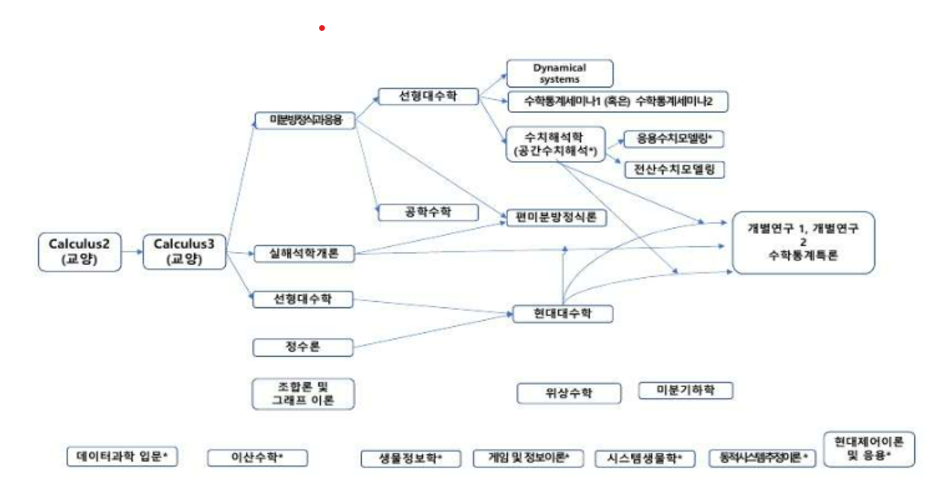 Dynamical
systems
선형대수학
수학통계세미나1 (혹은) 수학통계세미나2
미분방정식과응용
수치해석학
(공간수치해석*)
응용수치모델링*
전산수치모델링
공학수학
편미분방정식론
Calculus2
(교양)
Calculus3
(교양)
실해석학개론
개별연구 1, 개별연구
2
수학통계특론
선형대수학
현대대수학
정수론
조합론 및
그래프 이론
위상수학
미분기하학
데이터과학 입문*
이산수학*
생물정보학*
게임 및 정보이론*
시스템생물학*
동적시스템추정이론*
현대제어이론
및 응용*